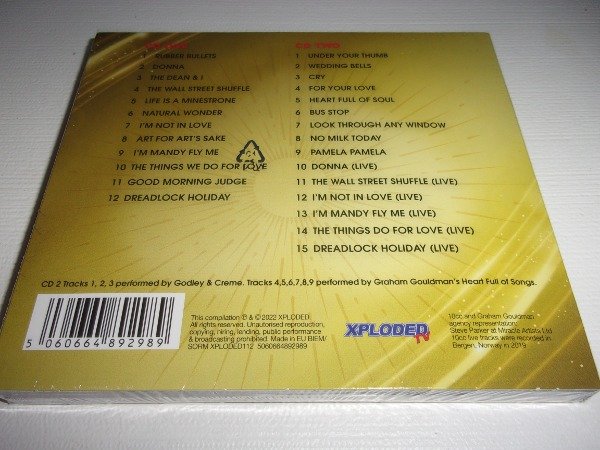 CD TWO
1 RUBBER BULLETS
2 DONNA
3 THE DEAN & I
4 THE WALL STREET SHUFFLE
5 LIFE IS A MINESTRONE
6 NATURAL WONDER
7 I'M NOT IN LOVE
8 ART FOR ART'S SAKE
9 I'M MANDY FLY ME
10 THE THINGS WE DO FOR LOVE
11 GOOD MORNING JUDGE
12 DREADLOCK HOLIDAY
1 UNDER YOUR THUMB
2 WEDDING BELLS
3 CRY
4 FOR YOUR LOVE
5 HEART FULL OF SOUL
6 BUS STOP
7 LOOK THROUGH ANY WINDOW
8 NO MILK TODAY
9 PAMELA PAMELA
10 DONNA (LIVE)
11 THE WALL STREET SHUFFLE (LIVE)
12 I'M NOT IN LOVE (LIVE)
13 I'M MANDY FLY ME (LIVE)
14 THE THINGS DO FOR LOVE (LIVE)
15 DREADLOCK HOLIDAY (LIVE)
CD 2 Tracks 1, 2, 3 performed by Godley & Creme. Tracks 4,5,6,7,8,9 performed by Graham Gouldman's Heart Full of Songs.
5 060664 892989
This compilation ℗ & © 2022 XPLODED.
All rights reserved. Unauthorised reproduction,
copying, hiring, lending, public performance
& broadcasting prohibited. Made in EU BIEM/
SDRM XPLODED112 5060664892989
XPLODED
TV
10cc and Graham Gouldman
agency representation:
Steve Parker at Miracle Artists, Ltd
10cc live tracks were recorded in
Bergen, Norway in 2019